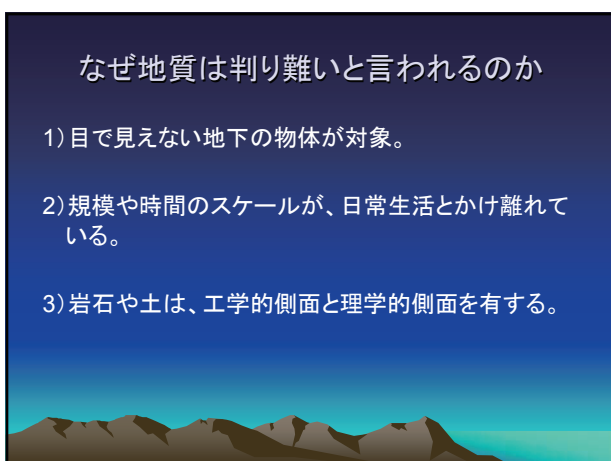 なぜ地質は判り難いと言われるのか
1）目で見えない地下の物体が対象。
2）規模や時間のスケールが、日常生活とかけ離れて
いる。
3）岩石や土は、工学的側面と理学的側面を有する。